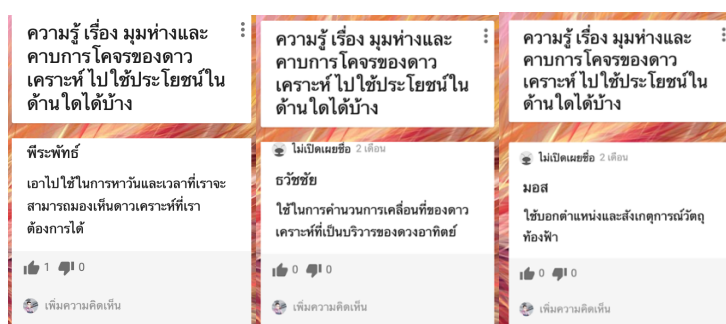 ความรู้ เรื่อง มุมห่างและ
คาบการโคจรของดาว
เคราะห์ ไปใช้ประโยชน์ใน
ด้านใดได้บ้าง
พีระพัทธ์
เอาไปใช้ในการหาวันและเวลาที่เราจะ
สามารถมองเห็นดาวเคราะห์ที่เรา
ต้องการได้
1 0
เพิ่มความคิดเห็น
ความรู้ เรื่อง มุมห่างและ
คาบการโคจรของดาว
เคราะห์ ไปใช้ประโยชน์ใน
ด้านใดได้บ้าง
ไม่เปิดเผยชื่อ 2 เดือน
ธวัชชัย
ใช้ในการคำนวนการเคลื่อนที่ของดาว
เคราะห์ที่เป็นบริวารของดวงอาทิตย์
0 0
เพิ่มความคิดเห็น
ความรู้ เรื่อง มุมห่างและ
คาบการโคจรของดาว
เคราะห์ ไปใช้ประโยชน์ใน
ด้านใดได้บ้าง
ไม่เปิดเผยชื่อ 2 เดือน
มอส
ใช้บอกตำแหน่งและสังเกตุการณ์วัตถุ
ท้องฟ้า
0 0
เพิ่มความคิดเห็น